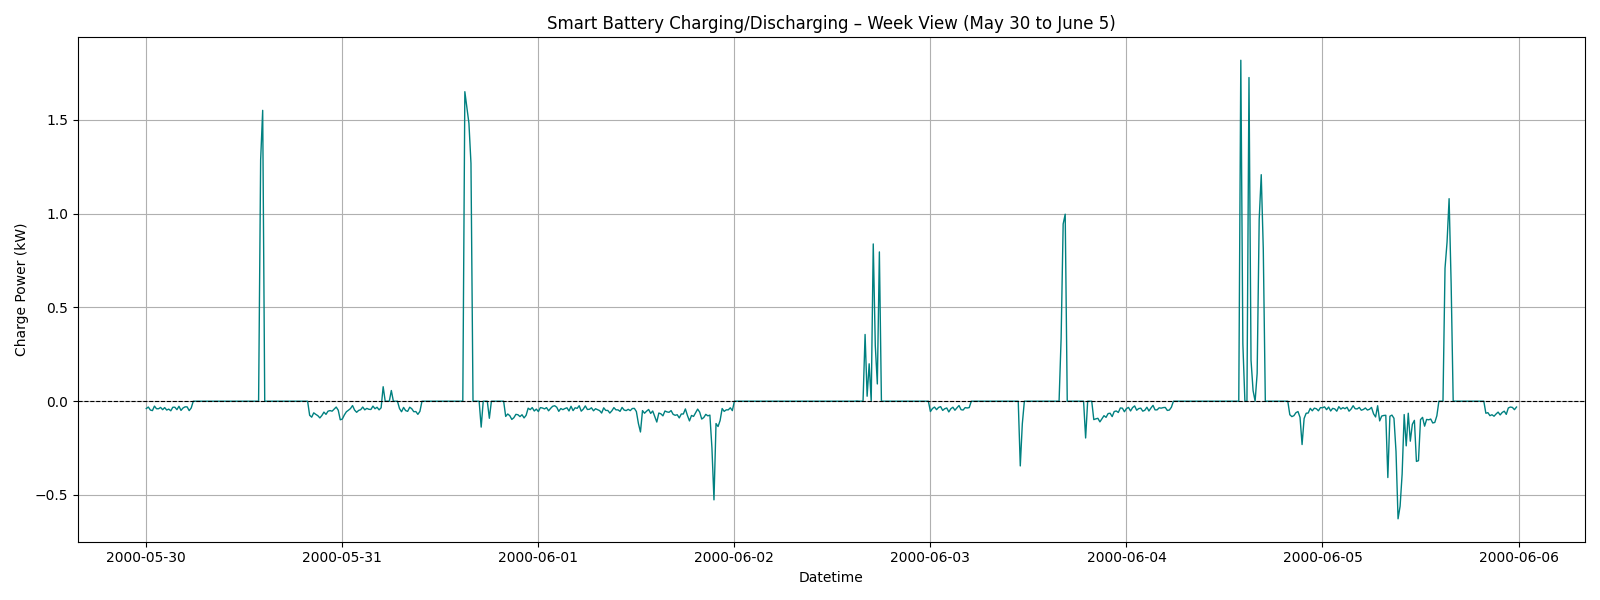 Smart Battery Charging/Discharging – Week View (May 30 to June 5)
Charge Power (kW)
1.5
1.0
0.5
0.0
−0.5
2000-05-30 2000-05-31 2000-06-01 2000-06-02 2000-06-03 2000-06-04 2000-06-05 2000-06-06
Datetime